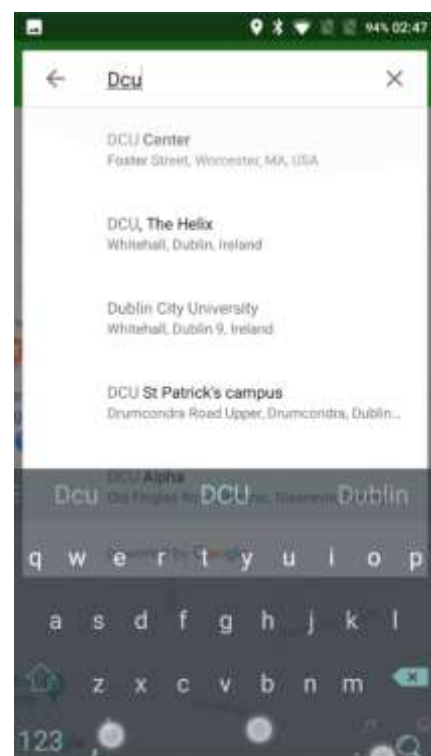 94% 02:47
Dcu
DCU Center
Foster Street, Worcester, MA, USA
DCU, The Helix
Whitehall, Dublin, Ireland
Dublin City University
Whitehall, Dublin 9, Ireland
DCU St Patrick's campus
Drumcondra Road Upper, Drumcondra, Dublin...
DCU Alpha
Dcu DCU Dublin
q w e r t y u i o p
a s d f g h j k l
z x c v b n m
123 ,